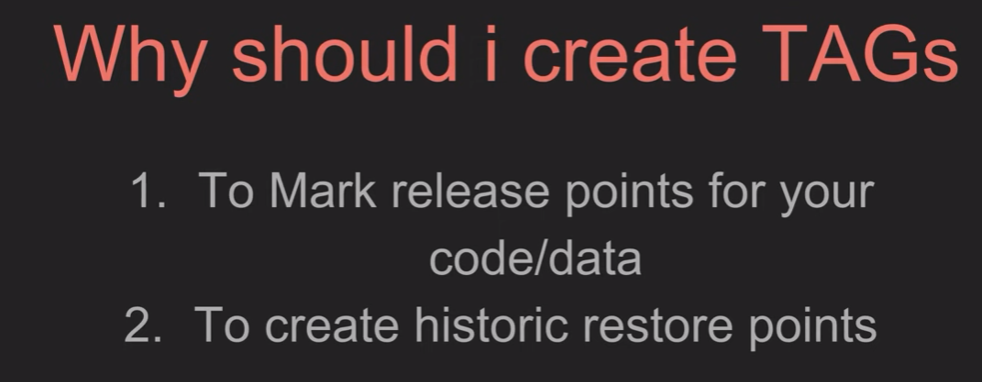 Why should i create TAGs
1. To Mark release points for your
code/data
2. To create historic restore points